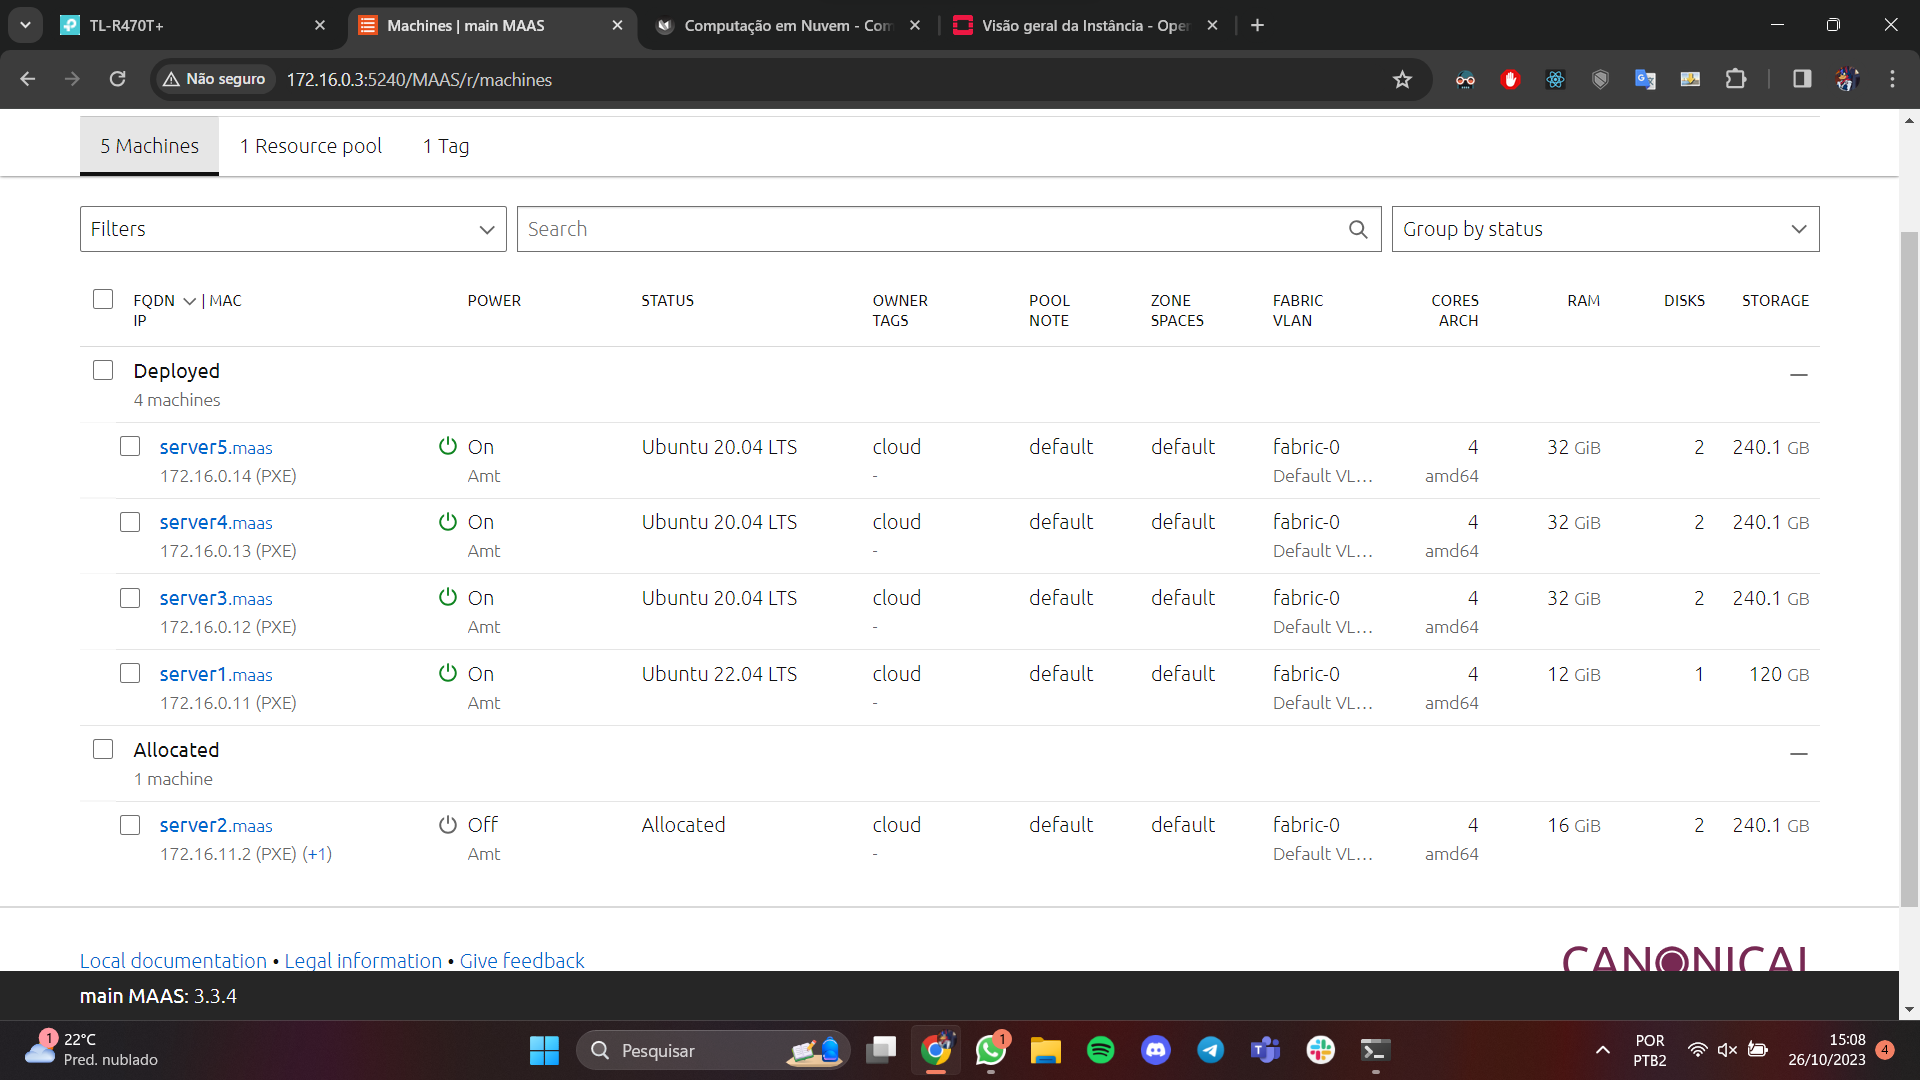 TL-R470T+
Machines | main MAAS
Computação em Nuvem - Com
Visão geral da Instância - Oper
Não seguro
172.16.0.3:5240/MAAS/r/machines
5 Machines
1 Resource pool
1 Tag
Filters
Search
Group by status
FQDN | MAC
IP
POWER
STATUS
OWNER
TAGS
POOL
NOTE
ZONE
SPACES
FABRIC
VLAN
CORES
ARCH
RAM
DISKS
STORAGE
Deployed
4 machines
server5.maas On Ubuntu 20.04 LTS cloud default default fabric-0 4 32 GiB 2 240.1 GB
172.16.0.14 (PXE) Amt - Default VL... amd64
server4.maas On Ubuntu 20.04 LTS cloud default default fabric-0 4 32 GiB 2 240.1 GB
172.16.0.13 (PXE) Amt - Default VL... amd64
server3.maas On Ubuntu 20.04 LTS cloud default default fabric-0 4 32 GiB 2 240.1 GB
172.16.0.12 (PXE) Amt - Default VL... amd64
server1.maas On Ubuntu 22.04 LTS cloud default default fabric-0 4 12 GiB 1 120 GB
172.16.0.11 (PXE) Amt - Default VL... amd64
Allocated
1 machine
server2.maas Off Allocated cloud default default fabric-0 4 16 GiB 2 240.1 GB
172.16.11.2 (PXE) (+1) Amt - Default VL... amd64
Local documentation • Legal information • Give feedback
CANONICAL
main MAAS: 3.3.4
1
22°C
Pred. nublado
Pesquisar
1
POR
PTB2
15:08
26/10/2023
4